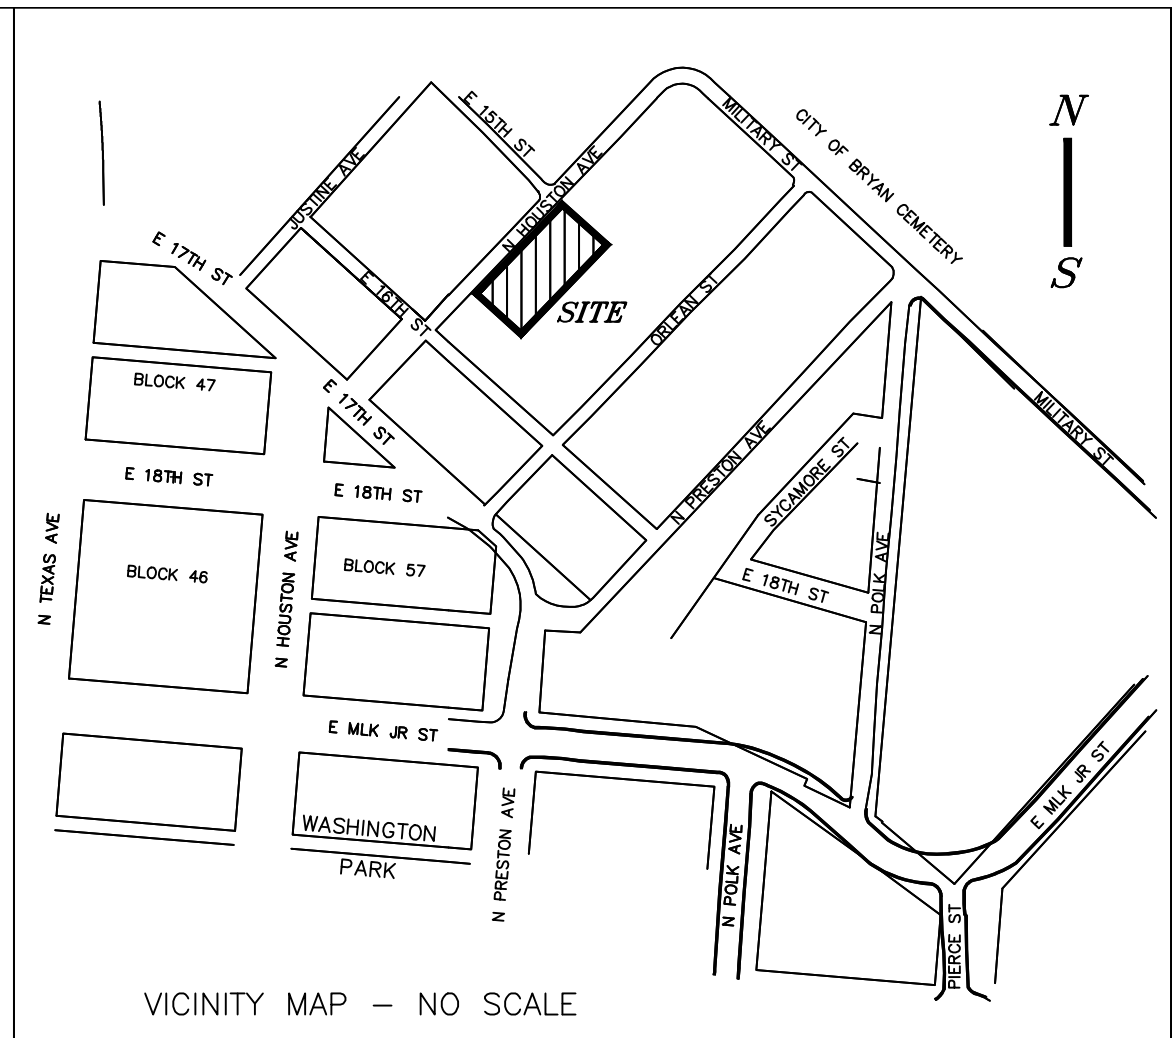 N
E 15TH ST
MILITARY ST
CITY OF BRYAN CEMETERY
JUSTINE AVE
N HOUSTON AVE
E 17TH ST
S
E 16TH ST
SITE
ORLEAN ST
BLOCK 47
E 17TH ST
MILITARY ST
N PRESTON AVE
SYCAMORE ST
E 18TH ST
E 18TH ST
N TEXAS AVE
BLOCK 46
N HOUSTON AVE
BLOCK 57
E 18TH ST
N POLK AVE
E MLK JR ST
E MLK JR ST
WASHINGTON
PARK
N PRESTON AVE
N POLK AVE
PIERCE ST
VICINITY MAP – NO SCALE